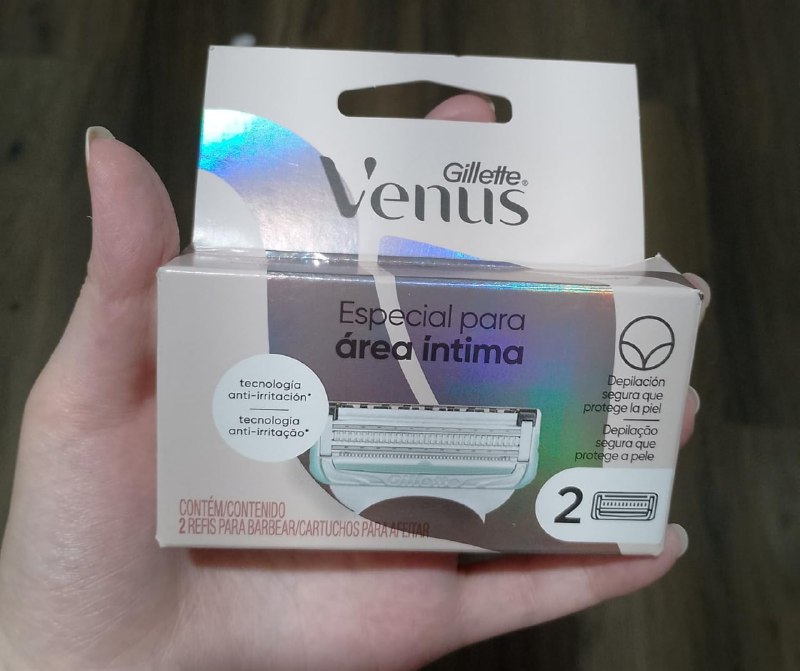 Gillette®
Venus
Especial para
área íntima
tecnología
anti-irritación*
tecnologia
anti-irritação*
Depilación
segura que
protege la piel
Depilação
segura que
protege a pele
2
CONTÉM/CONTENIDO
2 REFIS PARA BARBEAR/CARTUCHOS PARA AFEITAR